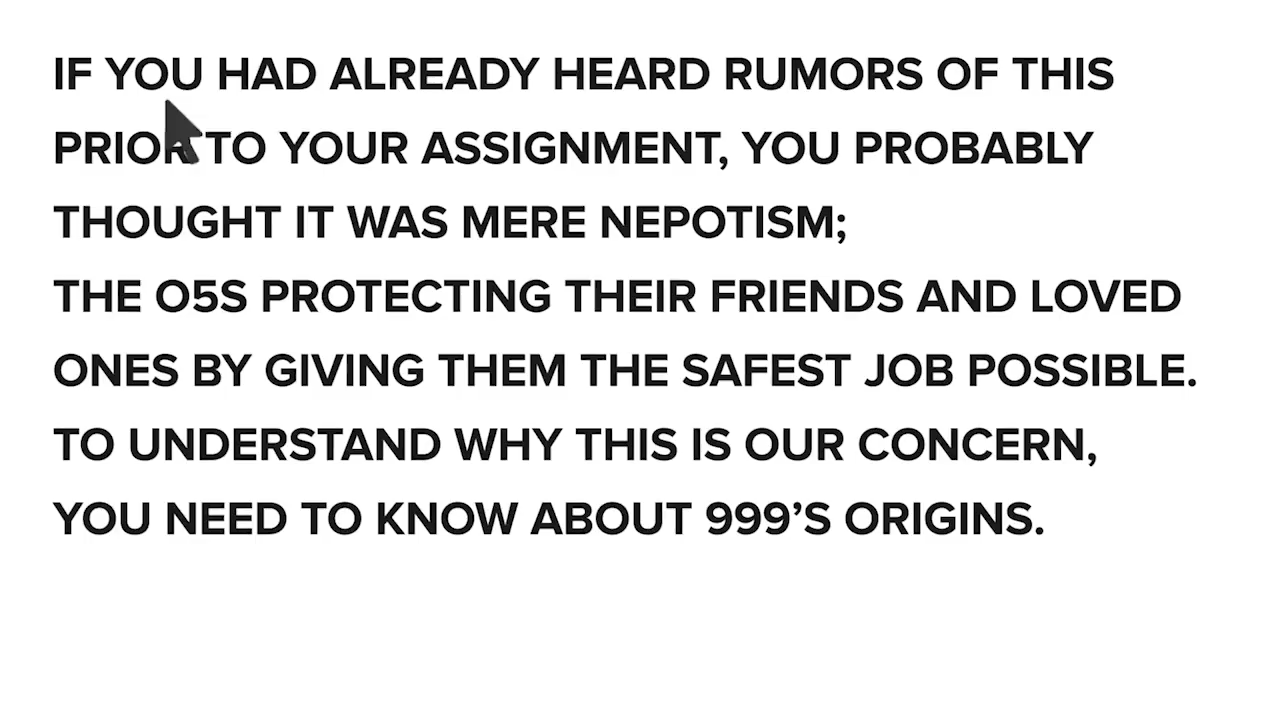 IF YOU HAD ALREADY HEARD RUMORS OF THIS
PRIOR TO YOUR ASSIGNMENT, YOU PROBABLY
THOUGHT IT WAS MERE NEPOTISM;
THE O5S PROTECTING THEIR FRIENDS AND LOVED
ONES BY GIVING THEM THE SAFEST JOB POSSIBLE.
TO UNDERSTAND WHY THIS IS OUR CONCERN,
YOU NEED TO KNOW ABOUT 999’S ORIGINS.